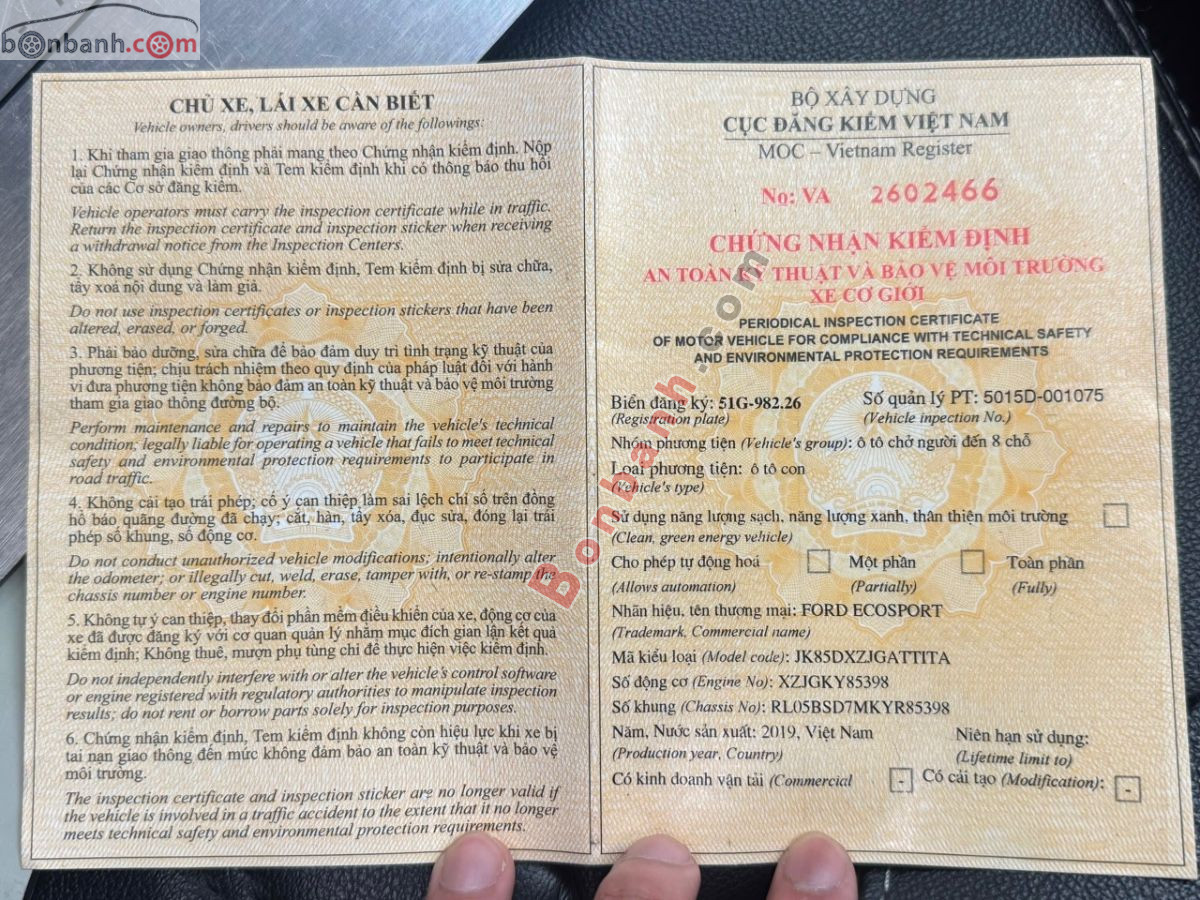 bonbanh.com
CHỦ XE, LÁI XE CẦN BIẾT
Vehicle owners, drivers should be aware of the followings:
1. Khi tham gia giao thông phải mang theo Chứng nhận kiểm định. Nộp
lại Chứng nhận kiểm định và Tem kiểm định khi có thông báo thu hồi
của các Cơ sở đăng kiểm.
Vehicle operators must carry the inspection certificate while in traffic.
Return the inspection certificate and inspection sticker when receiving
a withdrawal notice from the Inspection Centers.
2. Không sử dụng Chứng nhận kiểm định, Tem kiểm định bị sửa chữa,
tẩy xoá nội dung và làm giả.
Do not use inspection certificates or inspection stickers that have been
altered, erased, or forged.
3. Phải bảo dưỡng, sửa chữa để bảo đảm duy trì tình trạng kỹ thuật của
phương tiện; chịu trách nhiệm theo quy định của pháp luật đối với hành
vi đưa phương tiện không bảo đảm an toàn kỹ thuật và bảo vệ môi trường
tham gia giao thông đường bộ.
Perform maintenance and repairs to maintain the vehicle's technical
condition; legally liable for operating a vehicle that fails to meet technical
safety and environmental protection requirements to participate in
road traffic.
4. Không cải tạo trái phép; cố ý can thiệp làm sai lệch chỉ số trên đồng
hồ báo quãng đường đã chạy; cắt, hàn, tẩy xóa, đục sửa, đóng lại trái
phép số khung, số động cơ.
Do not conduct unauthorized vehicle modifications; intentionally alter
the odometer; or illegally cut, weld, erase, tamper with, or re-stamp the
chassis number or engine number.
5. Không tự ý can thiệp, thay đổi phần mềm điều khiển của xe, động cơ của
xe đã được đăng ký với cơ quan quản lý nhằm mục đích gian lận kết quả
kiểm định; Không thuê, mượn phụ tùng chỉ để thực hiện việc kiểm định.
Do not independently interfere with or alter the vehicle's control software
or engine registered with regulatory authorities to manipulate inspection
results; do not rent or borrow parts solely for inspection purposes.
6. Chứng nhận kiểm định, Tem kiểm định không còn hiệu lực khi xe bị
tai nạn giao thông đến mức không đảm bảo an toàn kỹ thuật và bảo vệ
môi trường.
The inspection certificate and inspection sticker are no longer valid if
the vehicle is involved in a traffic accident to the extent that it no longer
meets technical safety and environmental protection requirements.
BỘ XÂY DỰNG
CỤC ĐĂNG KIỂM VIỆT NAM
MOC – Vietnam Register
No: VA 2602466
CHỨNG NHẬN KIỂM ĐỊNH
AN TOÀN KỸ THUẬT VÀ BẢO VỆ MÔI TRƯỜNG
XE CƠ GIỚI
PERIODICAL INSPECTION CERTIFICATE
OF MOTOR VEHICLE FOR COMPLIANCE WITH TECHNICAL SAFETY
AND ENVIRONMENTAL PROTECTION REQUIREMENTS
Biển đăng ký: 51G-982.26 Số quản lý PT: 5015D-001075
(Registration plate) (Vehicle inpection No.)
Nhóm phương tiện (Vehicle's group): ô tô chở người đến 8 chỗ
Loại phương tiện: ô tô con
(Vehicle's type)
Sử dụng năng lượng sạch, năng lượng xanh, thân thiện môi trường
(Clean, green energy vehicle)
Cho phép tự động hoá Một phần Toàn phần
(Allows automation) (Partially) (Fully)
Nhãn hiệu, tên thương mại: FORD ECOSPORT
(Trademark, Commercial name)
Mã kiểu loại (Model code): JK85DXZJGATTITA
Số động cơ (Engine No): XZJGKY85398
Số khung (Chassis No): RL05BSD7MKYR85398
Năm, Nước sản xuất: 2019, Việt Nam Niên hạn sử dụng:
(Production year, Country) (Lifetime limit to)
Có kinh doanh vận tải (Commercial - Có cải tạo (Modification): -
Bonbanh.com